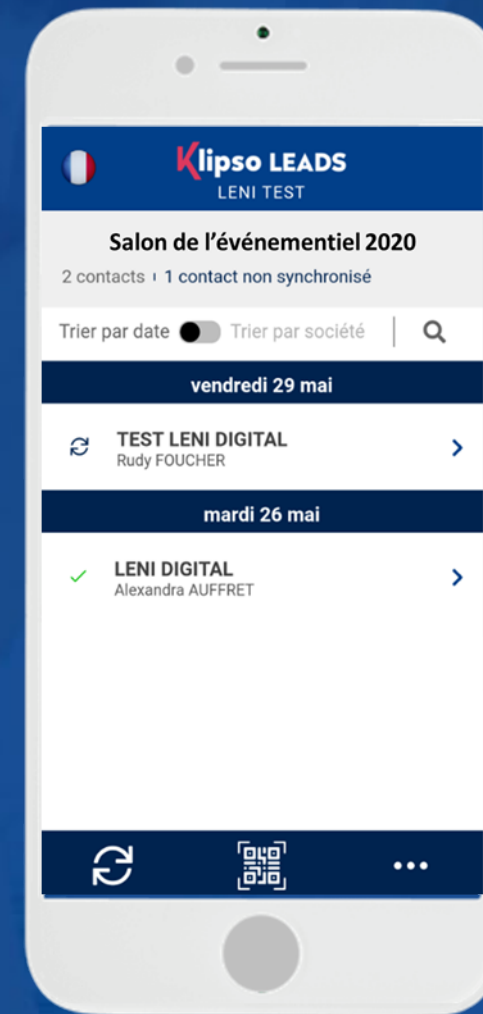 Klipso LEADS
LENI TEST
Salon de l'événementiel 2020
2 contacts ı 1 contact non synchronisé
Trier par date Trier par société
vendredi 29 mai
TEST LENI DIGITAL
Rudy FOUCHER
mardi 26 mai
LENI DIGITAL
Alexandra AUFFRET